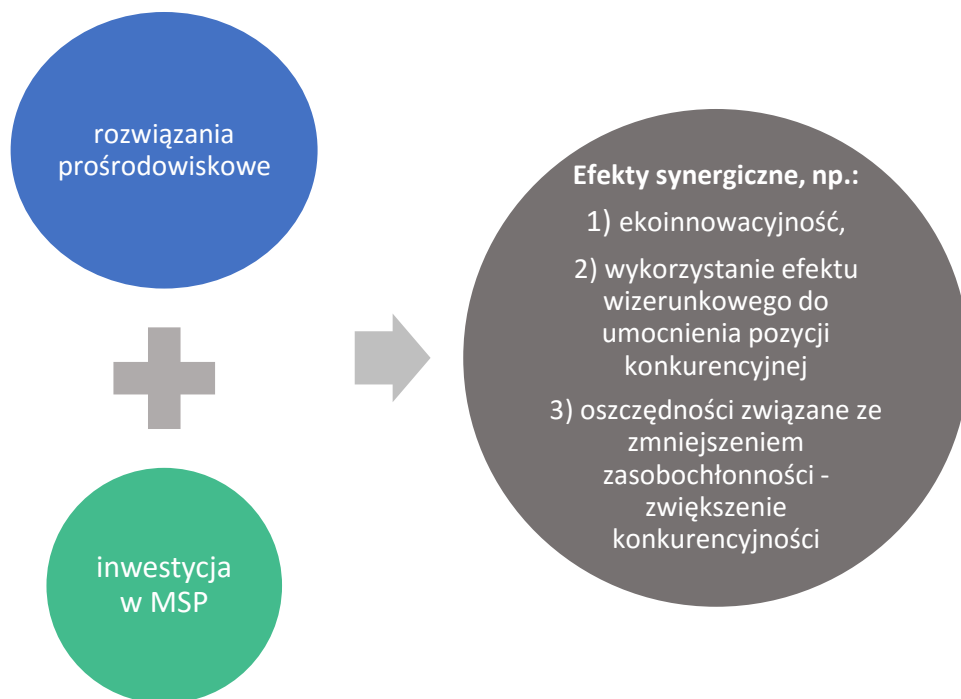 rozwiązania
prośrodowiskowe
inwestycja
w MSP
Efekty synergiczne, np.:
1) ekoinnowacyjność,
2) wykorzystanie efektu
wizerunkowego do
umocnienia pozycji
konkurencyjnej
3) oszczędności związane ze
zmniejszeniem
zasobochłonności -
zwiększenie
konkurencyjności